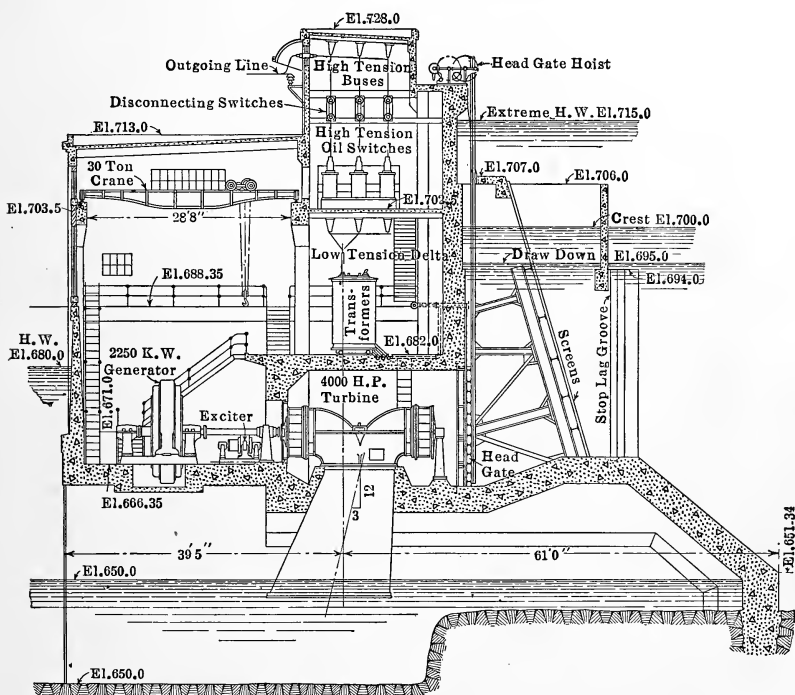 El.728.0
Outgoing Line
High Tension
Buses
Head Gate Hoist
Disconnecting Switches
Extreme H.W. El.715.0
El.713.0
High Tension
Oil Switches
30 Ton
Crane
El.707.0
El.706.0
El.703.5
El.702.5
28'8"
Crest El.700.0
Low Tension Delta
Draw Down
El.695.0
El.694.0
El.688.35
Trans-
formers
H.W.
El.680.0
2250 K.W.
Generator
El.682.0
Screens
Stop Lag Groove
El.671.0
4000 H.P.
Turbine
Exciter
Head
Gate
El.666.35
12
3
39'5"
61'0"
El.651.34
El.650.0
El.650.0